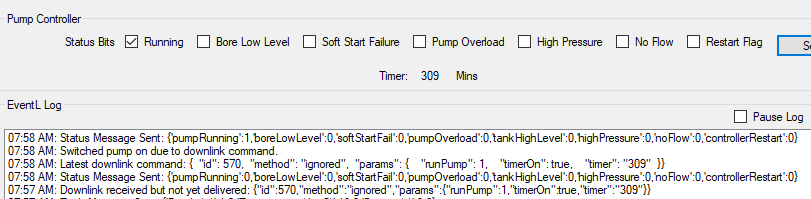 Pump Controller
Status Bits Running Bore Low Level Soft Start Failure Pump Overload High Pressure No Flow Restart Flag
Timer: 309 Mins
EventL Log
Pause Log
07:58 AM: Status Message Sent: {'pumpRunning':1,'boreLowLevel':0,'softStartFail':0,'pumpOverload':0,'tankHighLevel':0,'highPressure':0,'noFlow':0,'controllerRestart':0}
07:58 AM: Switched pump on due to downlink command.
07:58 AM: Latest downlink command: { "id": 570, "method": "ignored", "params": { "runPump": 1, "timerOn": true, "timer": "309" }}
07:58 AM: Status Message Sent: {'pumpRunning':0,'boreLowLevel':0,'softStartFail':0,'pumpOverload':0,'tankHighLevel':0,'highPressure':0,'noFlow':0,'controllerRestart':0}
07:57 AM: Downlink received but not yet delivered: {"id":570,"method":"ignored","params":{"runPump":1,"timerOn":true,"timer":"309"}}